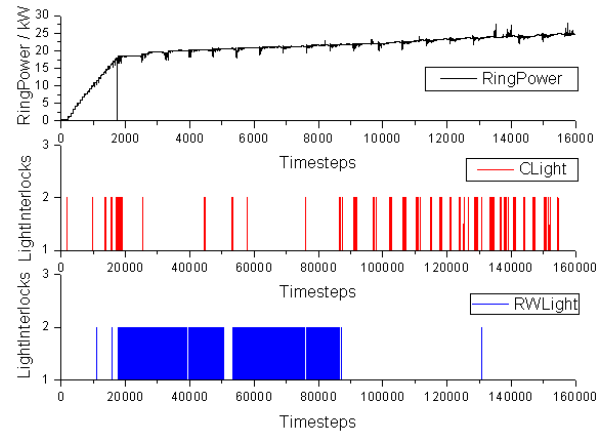 RingPower / kW
30
25
20
15
10
5
0
RingPower
0 2000 4000 6000 8000 10000 12000 14000 16000
Timesteps
LightInterlocks
3
2
1
CLight
0 20000 40000 60000 80000 100000 120000 140000 160000
Timesteps
LightInterlocks
3
2
1
RWLight
0 20000 40000 60000 80000 100000 120000 140000 160000
Timesteps